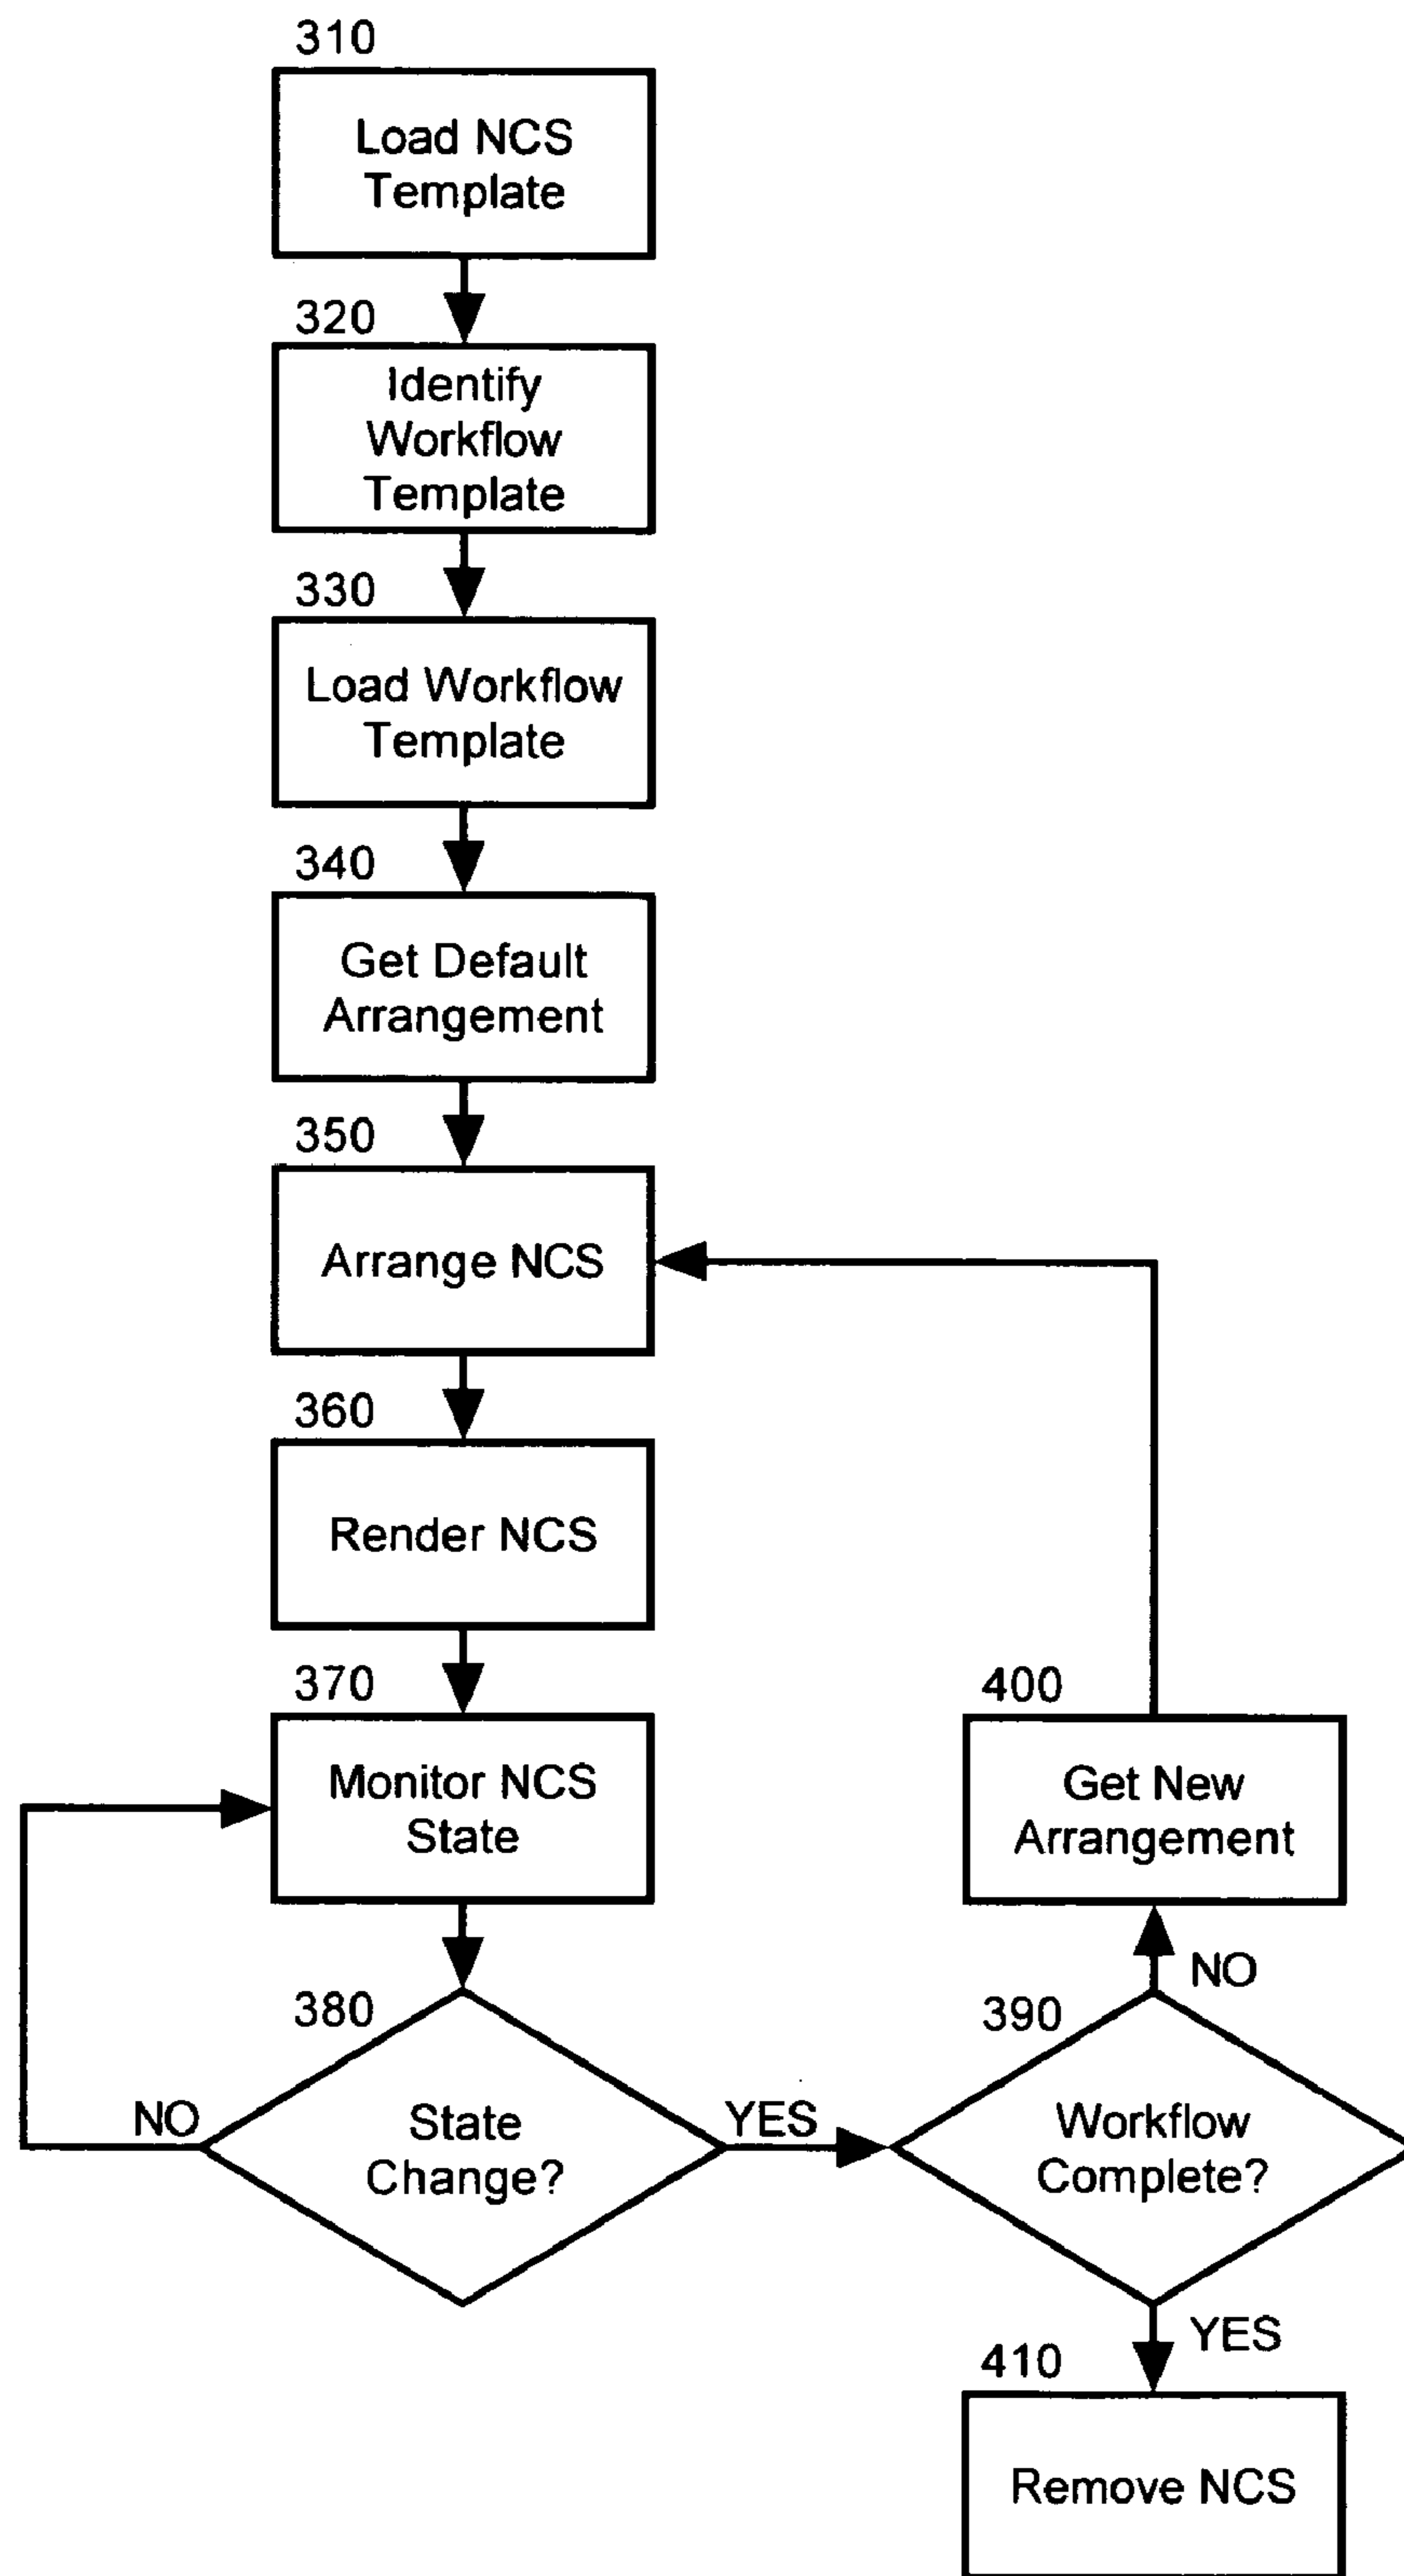 310
Load NCS
Template
320
Identify
Workflow
Template
330
Load Workflow
Template
340
Get Default
Arrangement
350
Arrange NCS
360
Render NCS
370
Monitor NCS
State
400
Get New
Arrangement
NO
380
State
Change?
NO
YES
390
Workflow
Complete?
YES
410
Remove NCS